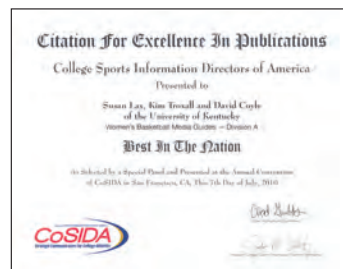 Citation For Excellence In Publications
College Sports Information Directors of America
Presented to
Susan Lax, Kim Troxall and David Coyle
of the University of Kentucky
Women's Basketball Media Guides — Division A
Best In The Nation
As Selected by a Special Panel and Presented at the Annual Convention
of CoSIDA in San Francisco, CA, This 7th Day of July, 2010
CoSIDA